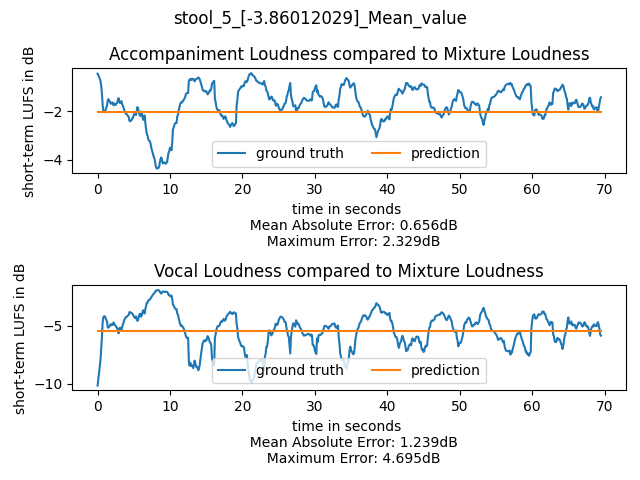 stool_5_[-3.86012029]_Mean_value
Accompaniment Loudness compared to Mixture Loudness
short-term LUFS in dB
−2
−4
ground truth
prediction
0 10 20 30 40 50 60 70
time in seconds
Mean Absolute Error: 0.656dB
Maximum Error: 2.329dB
Vocal Loudness compared to Mixture Loudness
short-term LUFS in dB
−5
−10
ground truth
prediction
0 10 20 30 40 50 60 70
time in seconds
Mean Absolute Error: 1.239dB
Maximum Error: 4.695dB